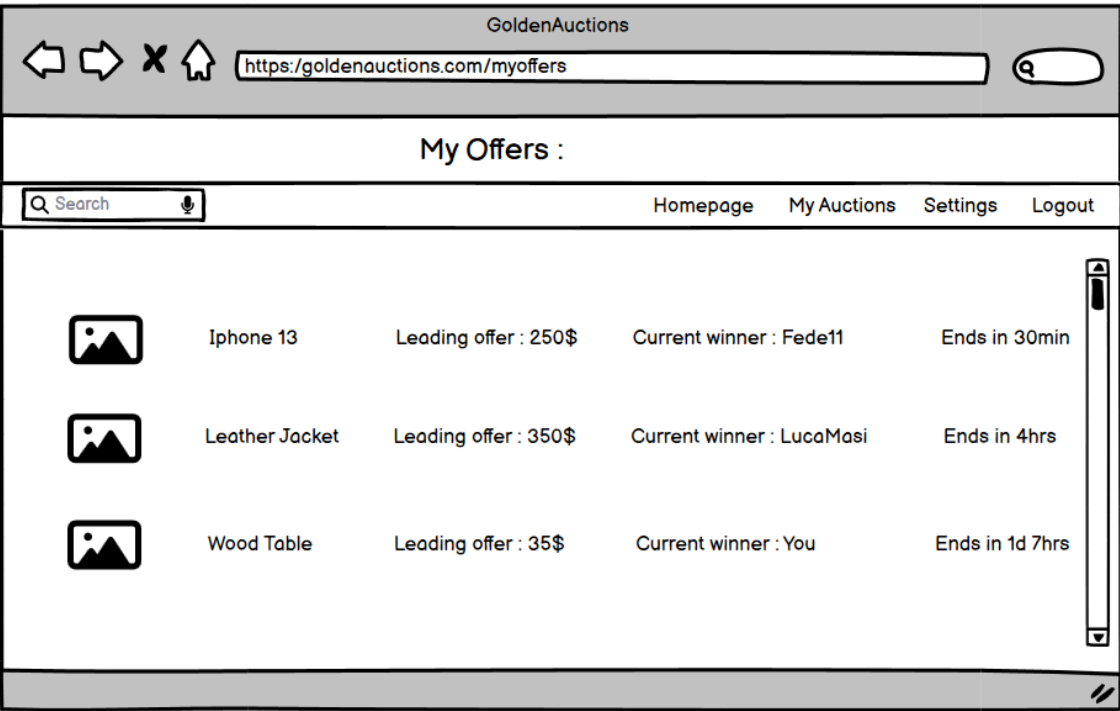 GoldenAuctions
https:/goldenauctions.com/myoffers
My Offers :
Search Homepage My Auctions Settings Logout
Iphone 13 Leading offer : 250$ Current winner : Fede11 Ends in 30min
Leather Jacket Leading offer : 350$ Current winner : LucaMasi Ends in 4hrs
Wood Table Leading offer : 35$ Current winner : You Ends in 1d 7hrs